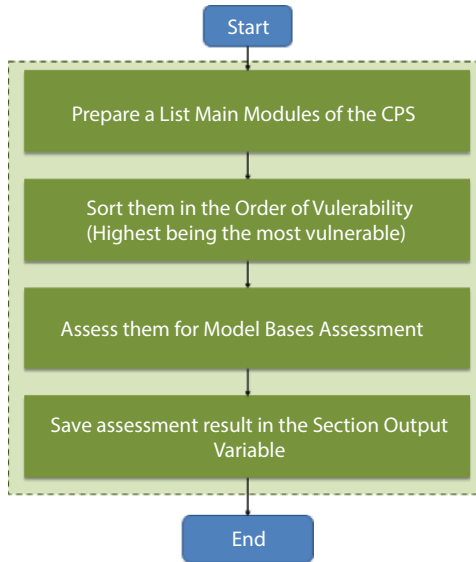 Start
Prepare a List Main Modules of the CPS
Sort them in the Order of Vulerability
(Highest being the most vulnerable)
Assess them for Model Bases Assessment
Save assessment result in the Section Output
Variable
End